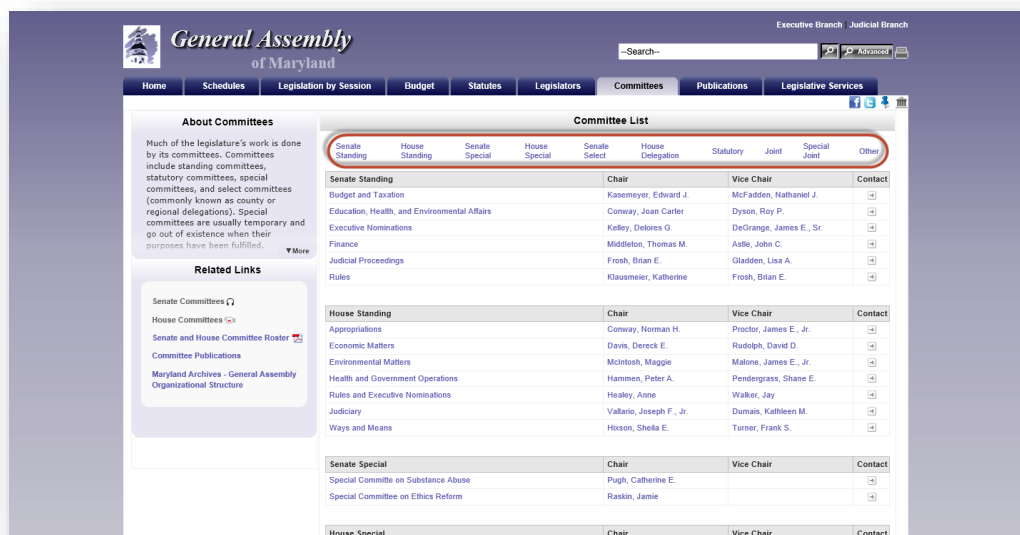 Executive Branch | Judicial Branch
General Assembly
of Maryland
--Search--
Advanced
Home Schedules Legislation by Session Budget Statutes Legislators Committees Publications Legislative Services
About Committees
Much of the legislature's work is done
by its committees. Committees
include standing committees,
statutory committees, special
committees, and select committees
(commonly known as county or
regional delegations). Special
committees are usually temporary and
go out of existence when their
purposes have been fulfilled.
▼More
Related Links
Senate Committees
House Committees
Senate and House Committee Roster
Committee Publications
Maryland Archives - General Assembly
Organizational Structure
Committee List
Senate Standing House Standing Senate Special House Special Senate Select House Delegation Statutory Joint Special Joint Other
Senate Standing Chair Vice Chair Contact
Budget and Taxation Kasemeyer, Edward J. McFadden, Nathaniel J.
Education, Health, and Environmental Affairs Conway, Joan Carter Dyson, Roy P.
Executive Nominations Kelley, Delores G. DeGrange, James E., Sr.
Finance Middleton, Thomas M. Astle, John C.
Judicial Proceedings Frosh, Brian E. Gladden, Lisa A.
Rules Klausmeier, Katherine Frosh, Brian E.
House Standing Chair Vice Chair Contact
Appropriations Conway, Norman H. Proctor, James E., Jr.
Economic Matters Davis, Dereck E. Rudolph, David D.
Environmental Matters McIntosh, Maggie Malone, James E., Jr.
Health and Government Operations Hammen, Peter A. Pendergrass, Shane E.
Rules and Executive Nominations Healey, Anne Walker, Jay
Judiciary Vallario, Joseph F., Jr. Dumais, Kathleen M.
Ways and Means Hixson, Sheila E. Turner, Frank S.
Senate Special Chair Vice Chair Contact
Special Committe on Substance Abuse Pugh, Catherine E.
Special Committee on Ethics Reform Raskin, Jamie
House Special Chair Vice Chair Contact